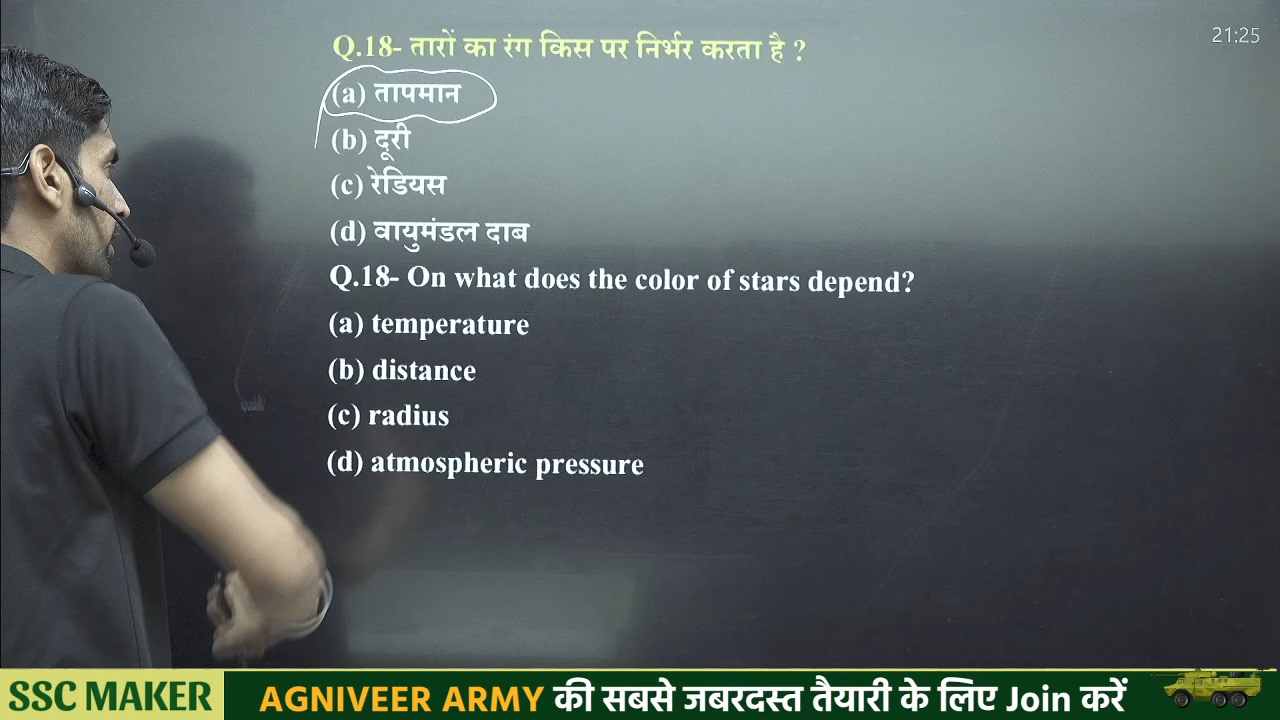 21:25
Q.18- तारों का रंग किस पर निर्भर करता है ?
(a) तापमान
(b) दूरी
(c) रेडियस
(d) वायुमंडल दाब
Q.18- On what does the color of stars depend?
(a) temperature
(b) distance
(c) radius
(d) atmospheric pressure
SSC MAKER
AGNIVEER ARMY की सबसे जबरदस्त तैयारी के लिए Join करें